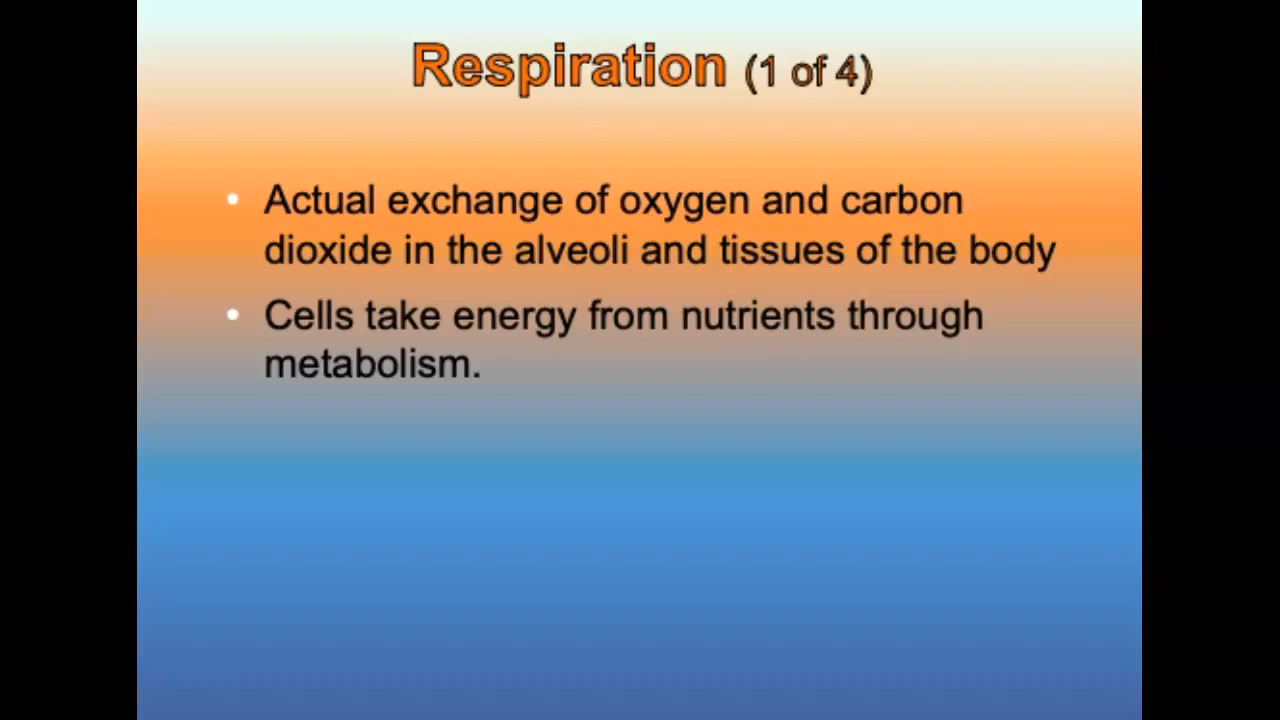 Respiration (1 of 4)
• Actual exchange of oxygen and carbon
dioxide in the alveoli and tissues of the body
• Cells take energy from nutrients through
metabolism.